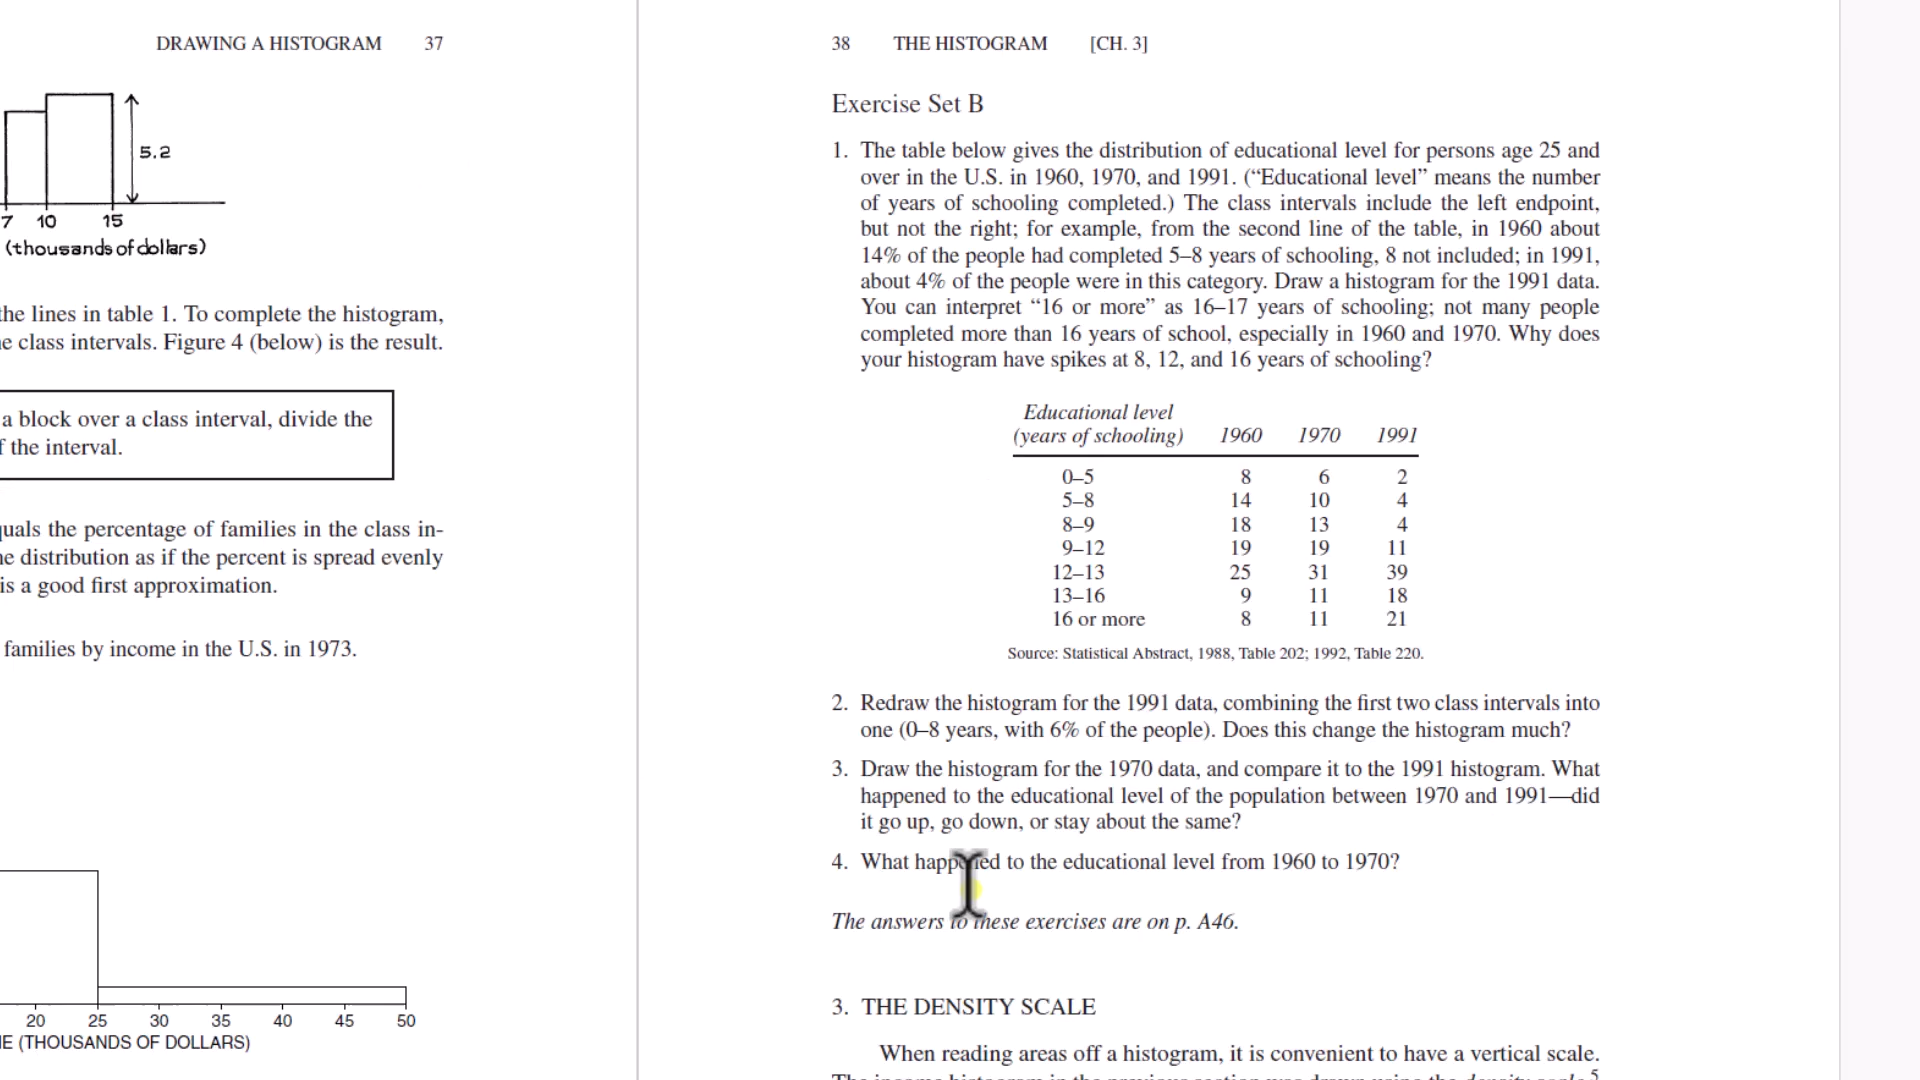 DRAWING A HISTOGRAM 37
5.2
7 10 15
(thousands of dollars)
the lines in table 1. To complete the histogram,
e class intervals. Figure 4 (below) is the result.
a block over a class interval, divide the
f the interval.
quals the percentage of families in the class in-
e distribution as if the percent is spread evenly
is a good first approximation.
families by income in the U.S. in 1973.
20 25 30 35 40 45 50
E (THOUSANDS OF DOLLARS)
38 THE HISTOGRAM [CH. 3]
Exercise Set B
1. The table below gives the distribution of educational level for persons age 25 and
over in the U.S. in 1960, 1970, and 1991. (“Educational level” means the number
of years of schooling completed.) The class intervals include the left endpoint,
but not the right; for example, from the second line of the table, in 1960 about
14% of the people had completed 5–8 years of schooling, 8 not included; in 1991,
about 4% of the people were in this category. Draw a histogram for the 1991 data.
You can interpret “16 or more” as 16–17 years of schooling; not many people
completed more than 16 years of school, especially in 1960 and 1970. Why does
your histogram have spikes at 8, 12, and 16 years of schooling?
Educational level
(years of schooling) 1960 1970 1991
0–5 8 6 2
5–8 14 10 4
8–9 18 13 4
9–12 19 19 11
12–13 25 31 39
13–16 9 11 18
16 or more 8 11 21
Source: Statistical Abstract, 1988, Table 202; 1992, Table 220.
2. Redraw the histogram for the 1991 data, combining the first two class intervals into
one (0–8 years, with 6% of the people). Does this change the histogram much?
3. Draw the histogram for the 1970 data, and compare it to the 1991 histogram. What
happened to the educational level of the population between 1970 and 1991—did
it go up, go down, or stay about the same?
4. What happened to the educational level from 1960 to 1970?
The answers to these exercises are on p. A46.
3. THE DENSITY SCALE
When reading areas off a histogram, it is convenient to have a vertical scale.